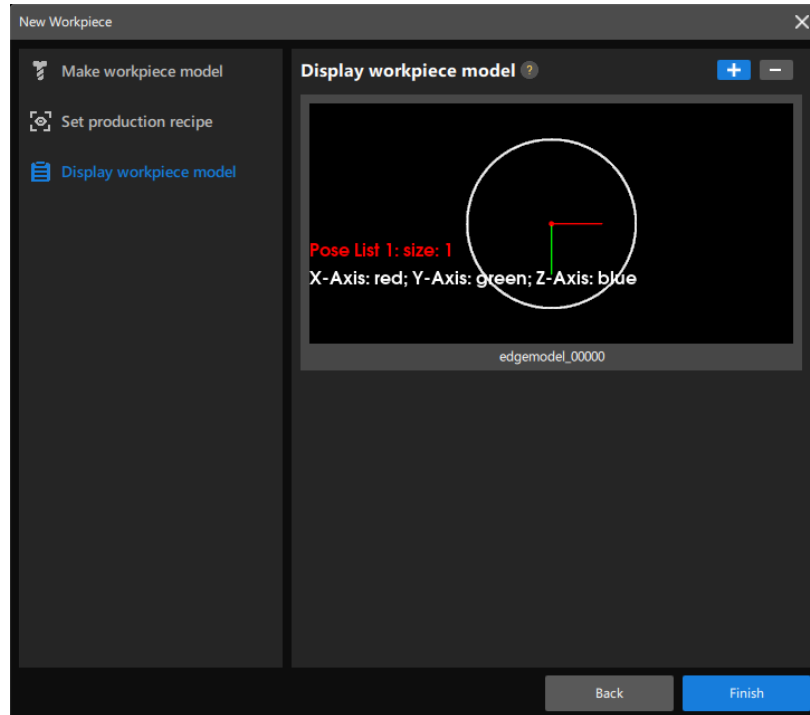 New Workpiece
Make workpiece model
Set production recipe
Display workpiece model
Display workpiece model ?
Pose List 1: size: 1
X-Axis: red; Y-Axis: green; Z-Axis: blue
edgemodel_00000
Back
Finish